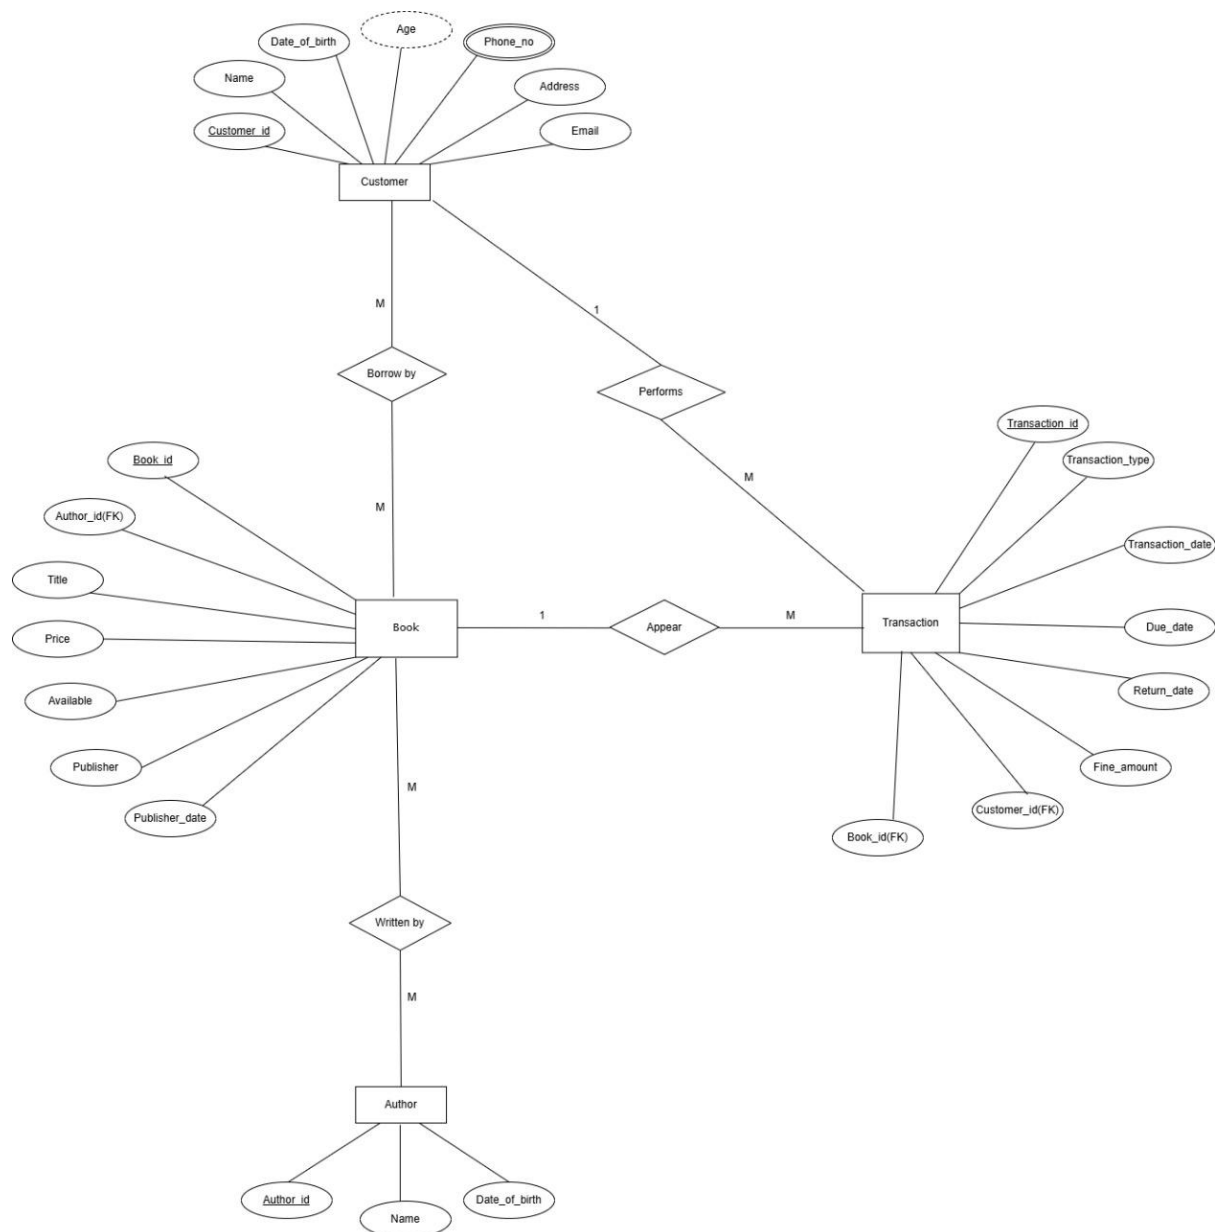 Age
Date_of_birth
Phone_no
Name
Address
Customer_id
Email
Customer
M
1
Borrow by
Performs
Transaction_id
Book_id
Transaction_type
M
M
Author_id(FK)
Transaction_date
Title
Book
1
Appear
M
Transaction
Due_date
Price
Return_date
Available
Publisher
Fine_amount
M
Customer_id(FK)
Publisher_date
Book_id(FK)
Written by
M
Author
Author_id
Name
Date_of_birth